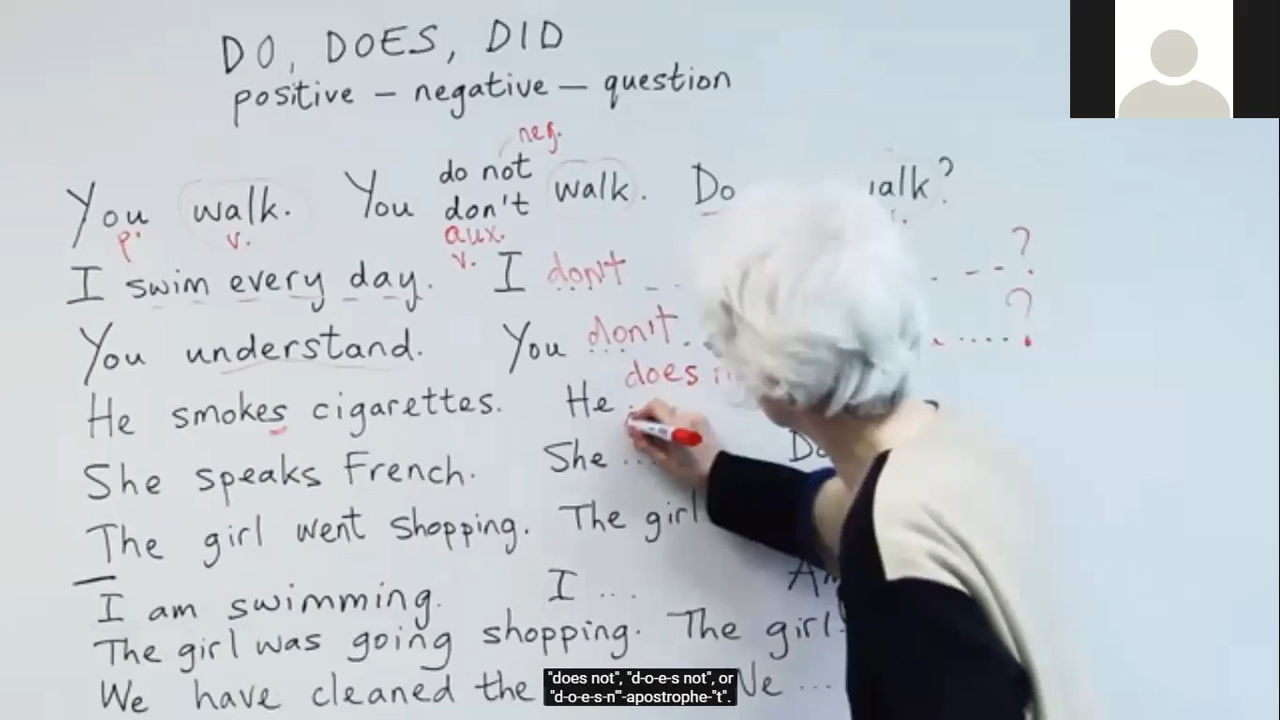 DO, DOES, DID
positive – negative – question
neg.
You walk. You do not walk. Do alk?
don't
p. v. aux. v.
I swim every day. I don't ?
You understand. You don't ?
does
He smokes cigarettes. He
She speaks French. She ...
The girl went shopping. The girl
I am swimming. I ...
The girl was going shopping. The girl
We have cleaned the We ...
"does not", "d-o-e-s not", or
"d-o-e-s-n'"-apostrophe-"t".